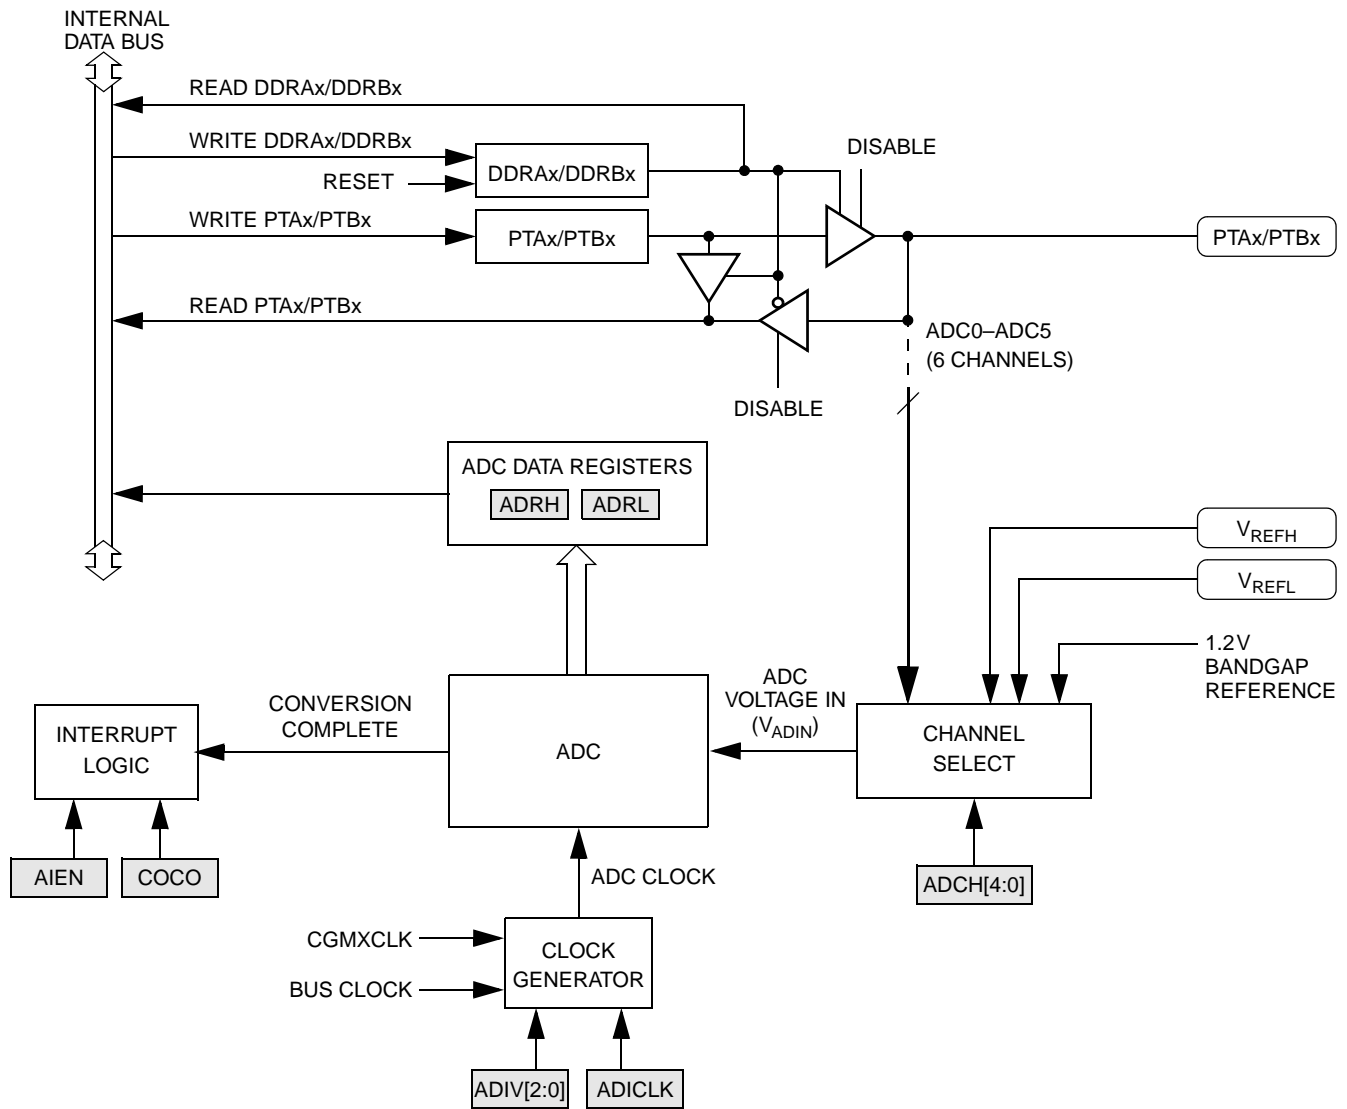 INTERNAL
DATA BUS
READ DDRAx/DDRBx
WRITE DDRAx/DDRBx
DISABLE
DDRAx/DDRBx
RESET
WRITE PTAx/PTBx
PTAx/PTBx
PTAx/PTBx
READ PTAx/PTBx
ADC0–ADC5
(6 CHANNELS)
DISABLE
ADC DATA REGISTERS
ADRH ADRL
VREFH
VREFL
1.2V
BANDGAP
REFERENCE
ADC
VOLTAGE IN
(VADIN)
CONVERSION
COMPLETE
INTERRUPT
LOGIC
ADC
CHANNEL
SELECT
AIEN
COCO
ADC CLOCK
ADCH[4:0]
CGMXCLK
BUS CLOCK
CLOCK
GENERATOR
ADIV[2:0]
ADICLK